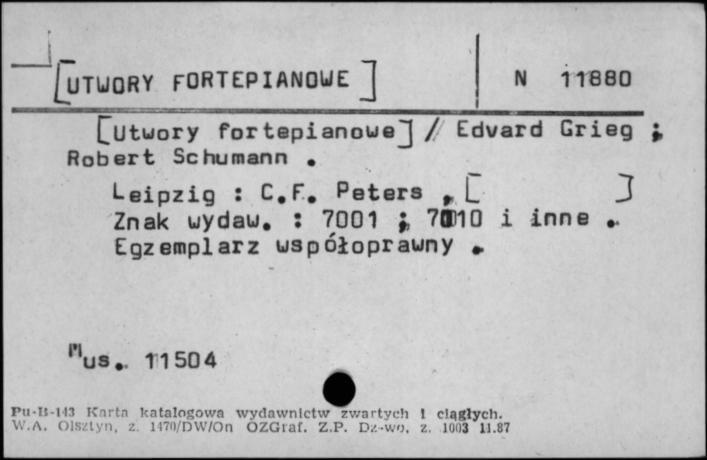 [UTWORY FORTEPIANOWE] N 11880
[Utwory fortepianowe] // Edvard Grieg ;
Robert Schumann .
Leipzig : C.F. Peters , [ ]
Znak wydaw. : 7001 ; 7010 i inne .
Egzemplarz współoprawny .
Mus. 11504
Pu-B-143 Karta katalogowa wydawnictw zwartych i ciągłych.
W.A. Olsztyn, z. 1470/DW/On OZGraf. Z.P. Dz-wo, z. 1003 11.87